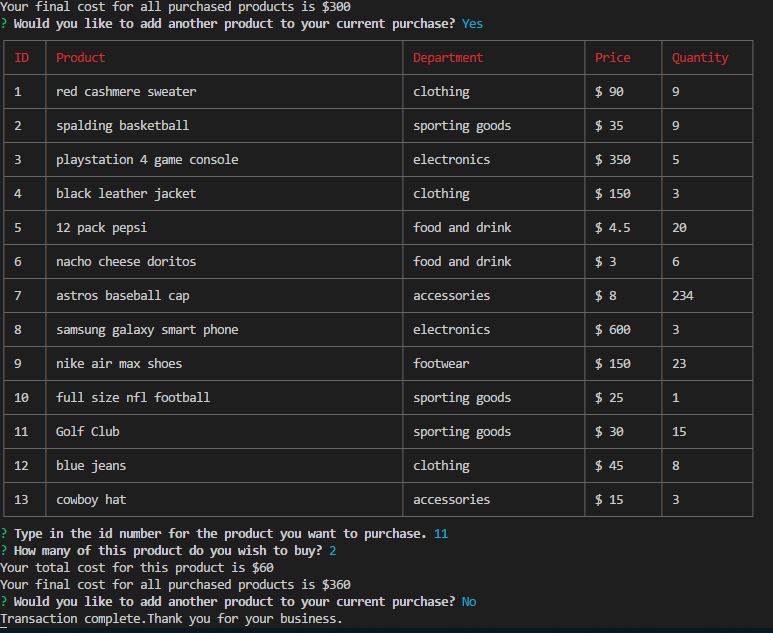 Your final cost for all purchased products is $300
? Would you like to add another product to your current purchase? Yes
ID Product Department Price Quantity
1 red cashmere sweater clothing $ 90 9
2 spalding basketball sporting goods $ 35 9
3 playstation 4 game console electronics $ 350 5
4 black leather jacket clothing $ 150 3
5 12 pack pepsi food and drink $ 4.5 20
6 nacho cheese doritos food and drink $ 3 6
7 astros baseball cap accessories $ 8 234
8 samsung galaxy smart phone electronics $ 600 3
9 nike air max shoes footwear $ 150 23
10 full size nfl football sporting goods $ 25 1
11 Golf Club sporting goods $ 30 15
12 blue jeans clothing $ 45 8
13 cowboy hat accessories $ 15 3
? Type in the id number for the product you want to purchase. 11
? How many of this product do you wish to buy? 2
Your total cost for this product is $60
Your final cost for all purchased products is $360
? Would you like to add another product to your current purchase? No
Transaction complete.Thank you for your business.